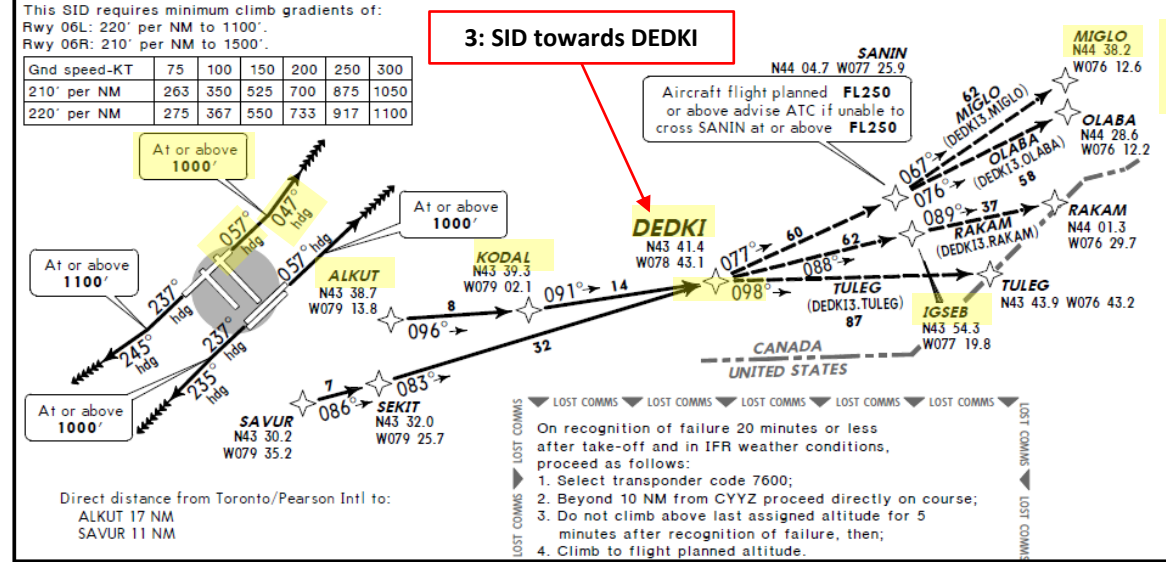 This SID requires minimum climb gradients of:
Rwy 06L: 220' per NM to 1100'.
Rwy 06R: 210' per NM to 1500'.
Gnd speed-KT 75 100 150 200 250 300
210' per NM 263 350 525 700 875 1050
220' per NM 275 367 550 733 917 1100
3: SID towards DEDKI
SANIN
N44 04.7 W077 25.9
Aircraft flight planned FL250
or above advise ATC if unable to
cross SANIN at or above FL250
MIGLO
N44 38.2
W076 12.6
62
MIGLO
(DEDKI3.MIGLO)
067°
OLABA
N44 28.6
W076 12.2
076°
OLABA
(DEDKI3.OLABA)
58
089°
37
RAKAM
(DEDKI3.RAKAM)
RAKAM
N44 01.3
W076 29.7
At or above
1000'
057°
hdg
047°
hdg
At or above
1000'
057° hdg
At or above
1100'
237°
hdg
245°
hdg
237°
hdg
235°
hdg
At or above
1000'
ALKUT
N43 38.7
W079 13.8
8
096°
KODAL
N43 39.3
W079 02.1
091°
14
DEDKI
N43 41.4
W078 43.1
077°
60
62
088°
098°
TULEG
(DEDKI3.TULEG)
87
TULEG
N43 43.9 W076 43.2
IGSEB
N43 54.3
W077 19.8
32
SAVUR
N43 30.2
W079 35.2
7
086°
SEKIT
N43 32.0
W079 25.7
083°
CANADA
UNITED STATES
Direct distance from Toronto/Pearson Intl to:
ALKUT 17 NM
SAVUR 11 NM
LOST COMMS LOST COMMS LOST COMMS LOST COMMS
LOST COMMS
LOST COMMS
LOST COMMS
LOST COMMS
On recognition of failure 20 minutes or less
after take-off and in IFR weather conditions,
proceed as follows:
1. Select transponder code 7600;
2. Beyond 10 NM from CYYZ proceed directly on course;
3. Do not climb above last assigned altitude for 5
minutes after recognition of failure, then;
4. Climb to flight planned altitude.